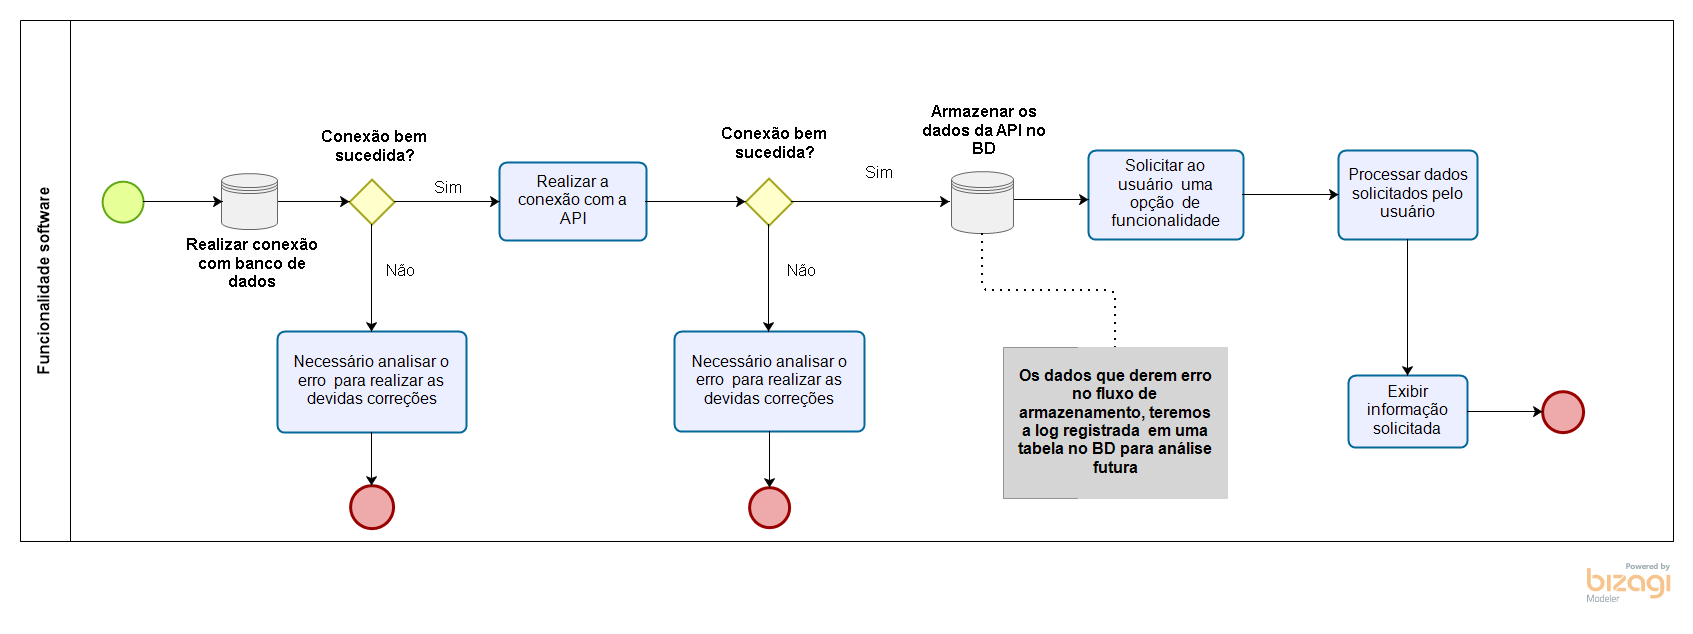 Funcionalidade software
Realizar conexão
com banco de
dados
Conexão bem
sucedida?
Sim
Não
Necessário analisar o
erro para realizar as
devidas correções
Realizar a
conexão com a
API
Conexão bem
sucedida?
Sim
Não
Necessário analisar o
erro para realizar as
devidas correções
Armazenar os
dados da API no
BD
Os dados que derem erro
no fluxo de
armazenamento, teremos
a log registrada em uma
tabela no BD para análise
futura
Solicitar ao
usuário uma
opção de
funcionalidade
Processar dados
solicitados pelo
usuário
Exibir
informação
solicitada
Powered by
bizagi
Modeler